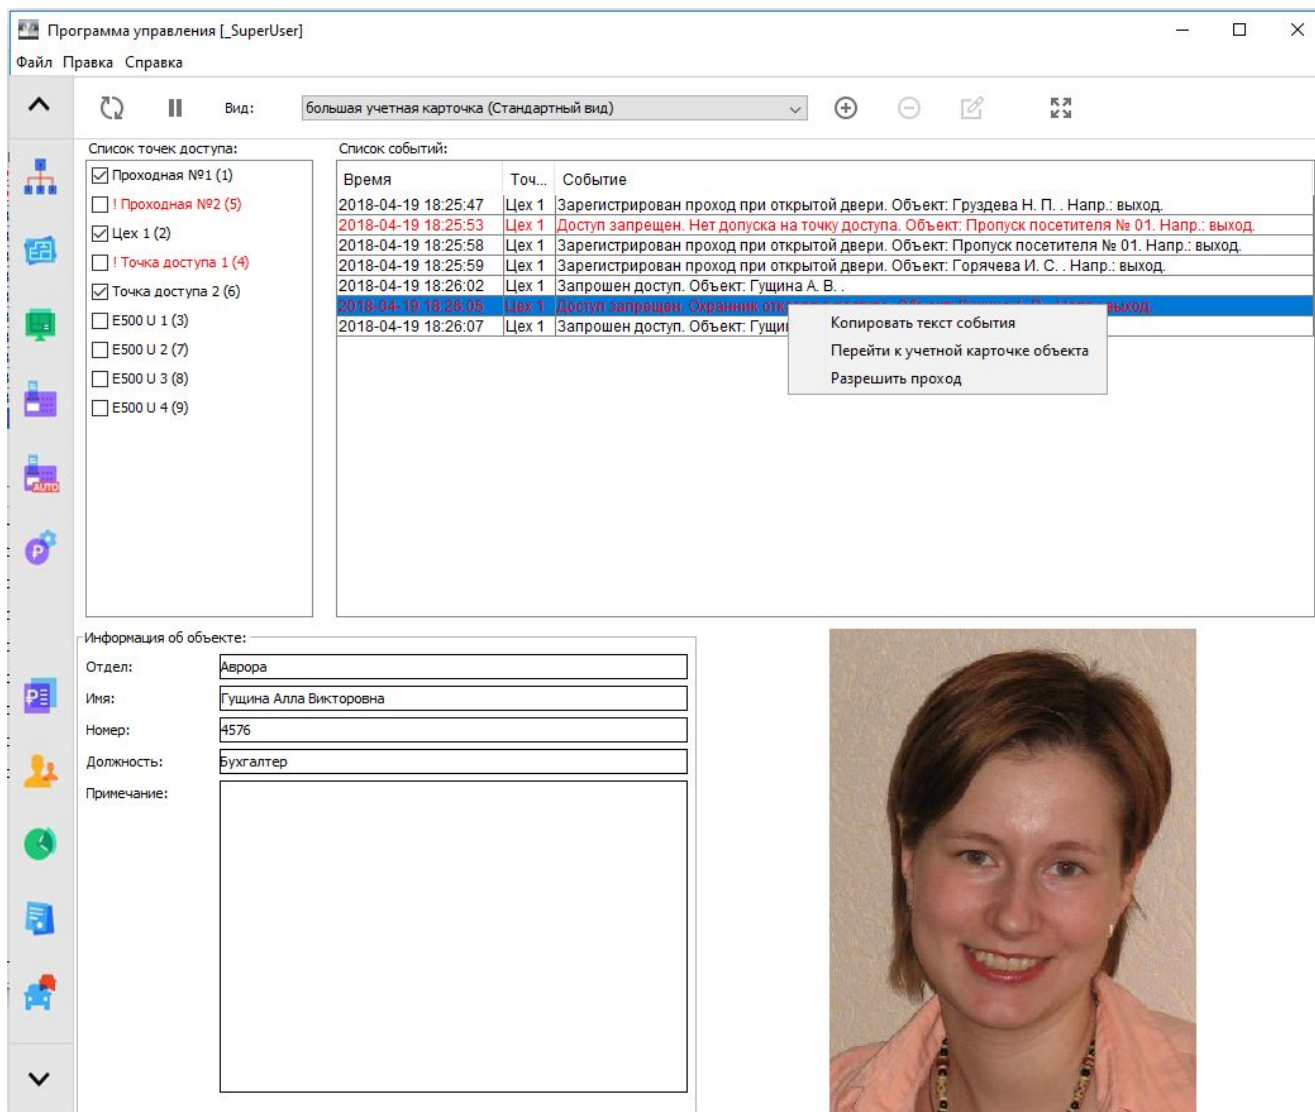 Программа управления [_SuperUser]
Файл Правка Справка
Вид: большая учетная карточка (Стандартный вид)
Список точек доступа:
Проходная №1 (1)
! Проходная №2 (5)
Цех 1 (2)
! Точка доступа 1 (4)
Точка доступа 2 (6)
E500 U 1 (3)
E500 U 2 (7)
E500 U 3 (8)
E500 U 4 (9)
Список событий:
Время Точ... Событие
2018-04-19 18:25:47 Цех 1 Зарегистрирован проход при открытой двери. Объект: Груздева Н. П. . Напр.: выход.
2018-04-19 18:25:53 Цех 1 Доступ запрещен. Нет допуска на точку доступа. Объект: Пропуск посетителя № 01. Напр.: выход.
2018-04-19 18:25:58 Цех 1 Зарегистрирован проход при открытой двери. Объект: Пропуск посетителя № 01. Напр.: выход.
2018-04-19 18:25:59 Цех 1 Зарегистрирован проход при открытой двери. Объект: Горячева И. С. . Напр.: выход.
2018-04-19 18:26:02 Цех 1 Запрошен доступ. Объект: Гущина А. В. .
2018-04-19 18:26:05 Цех 1 Доступ запрещен. Охранник выход.
2018-04-19 18:26:07 Цех 1 Запрошен доступ. Объект:
Копировать текст события
Перейти к учетной карточке объекта
Разрешить проход
Информация об объекте:
Отдел: Аврора
Имя: Гущина Алла Викторовна
Номер: 4576
Должность: Бухгалтер
Примечание:
AUTO